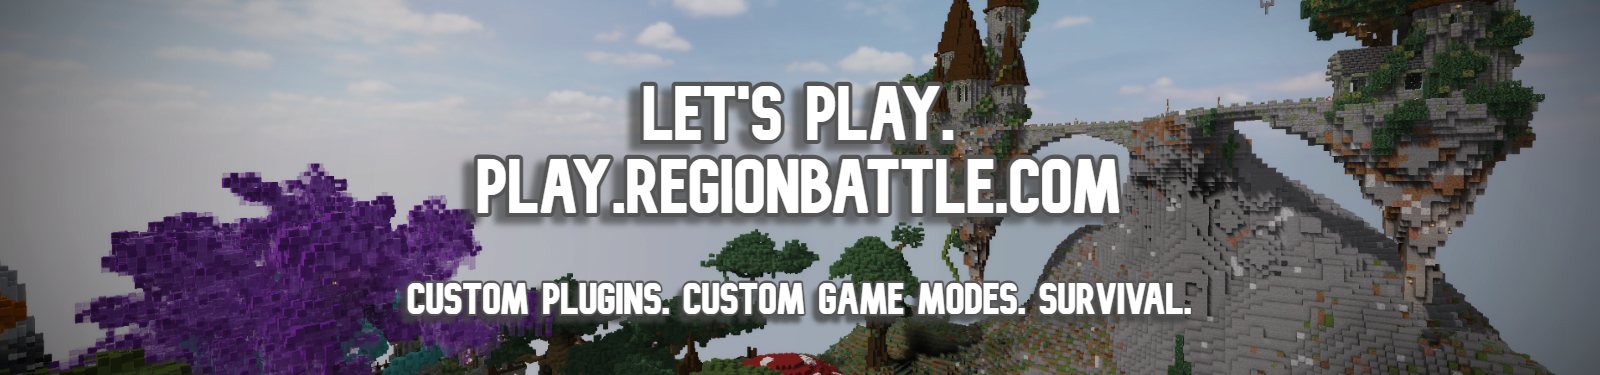 LET'S PLAY.
PLAY.REGIONBATTLE.COM
CUSTOM PLUGINS. CUSTOM GAME MODES. SURVIVAL.